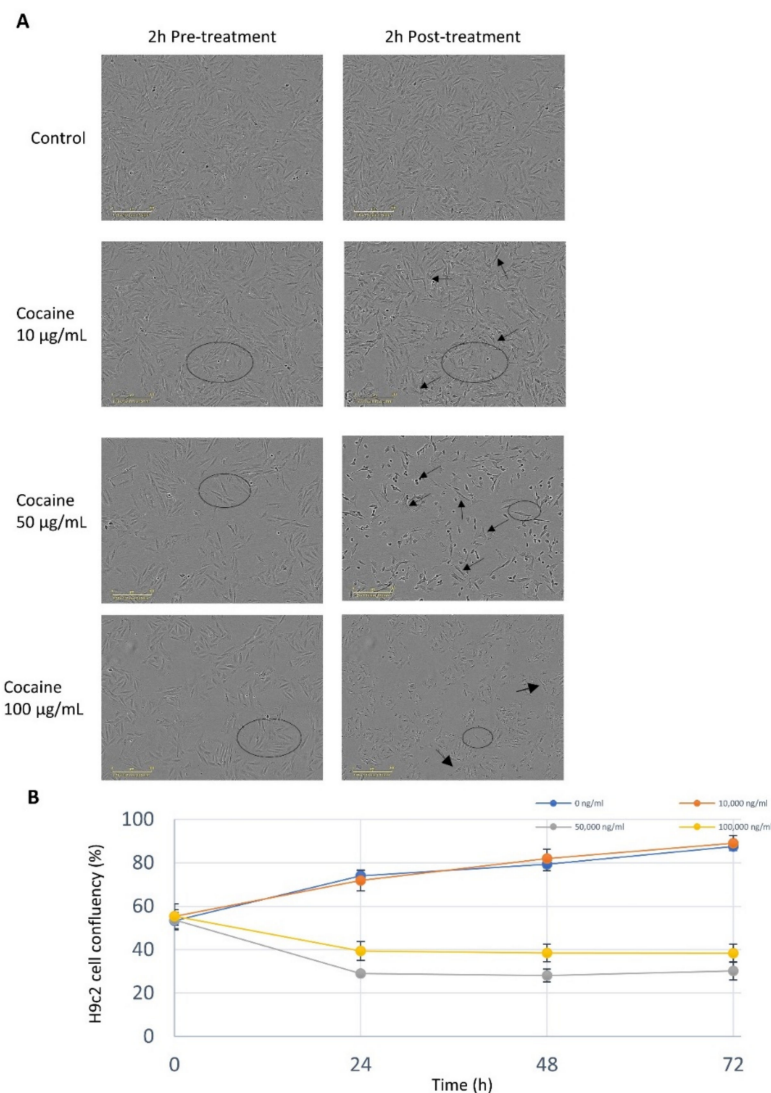 A
2h Pre-treatment
2h Post-treatment
Control
Cocaine
10 µg/mL
Cocaine
50 µg/mL
Cocaine
100 µg/mL
B
0 ng/ml
10,000 ng/ml
50,000 ng/ml
100,000 ng/ml
H9c2 cell confluency (%)
100
80
60
40
20
0
0
24
48
72
Time (h)